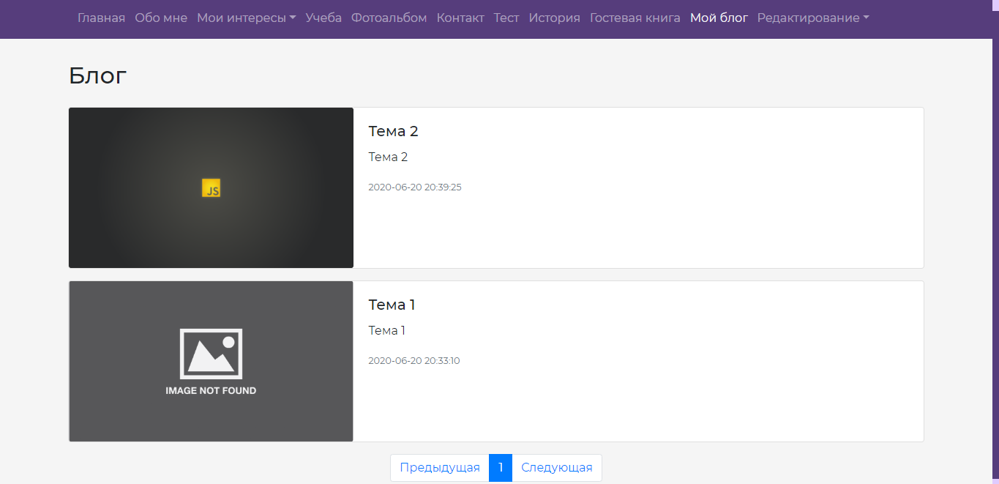 Главная Обо мне Мои интересы Учеба Фотоальбом Контакт Тест История Гостевая книга Мой блог Редактирование
Блог
JS
Тема 2
Тема 2
2020-06-20 20:39:25
IMAGE NOT FOUND
Тема 1
Тема 1
2020-06-20 20:33:10
Предыдущая 1 Следующая